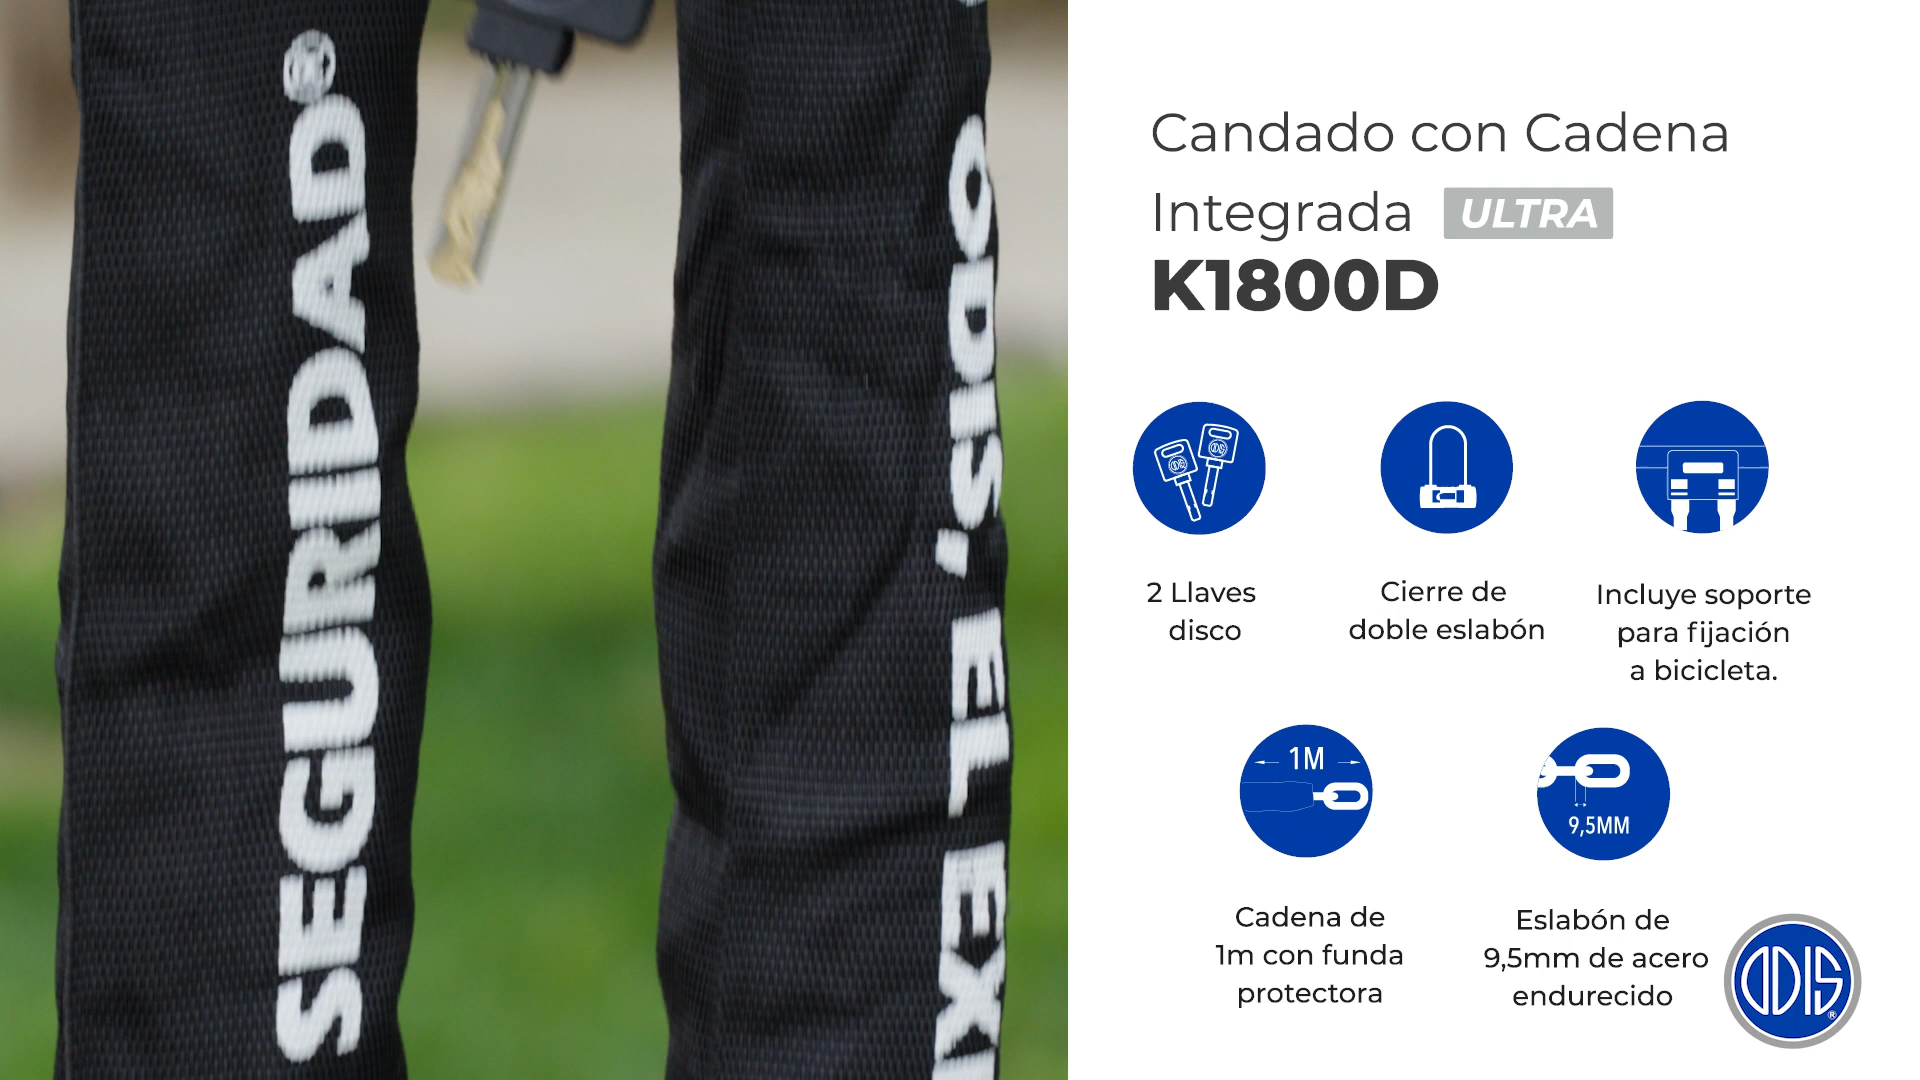 SEGURIDAD®
ODIS, EL EX
Candado con Cadena
Integrada ULTRA
K1800D
2 Llaves
disco
Cierre de
doble eslabón
Incluye soporte
para fijación
a bicicleta.
1M
9,5MM
Cadena de
1m con funda
protectora
Eslabón de
9,5mm de acero
endurecido
ODIS®